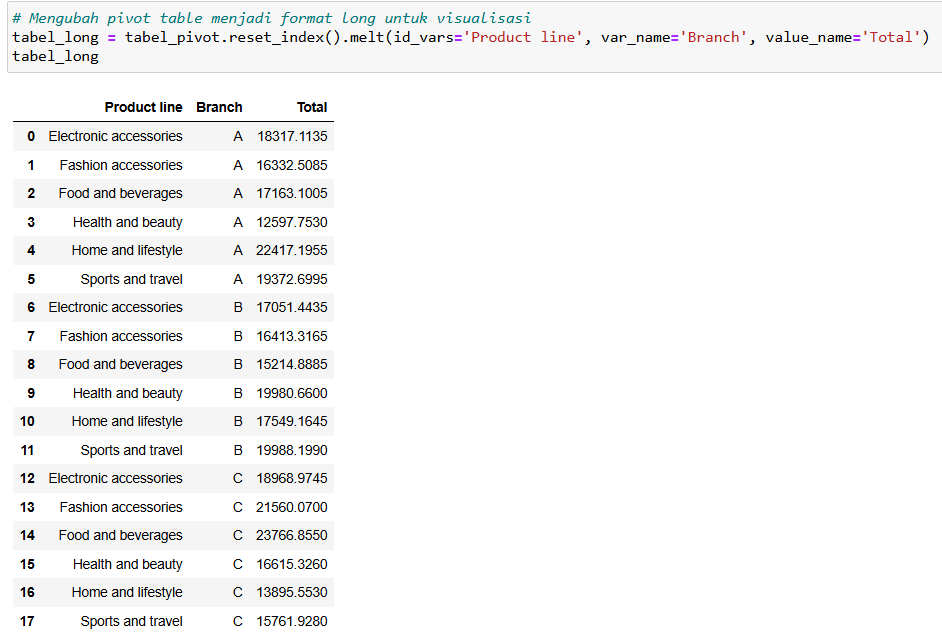 # Mengubah pivot table menjadi format long untuk visualisasi
tabel_long = tabel_pivot.reset_index().melt(id_vars='Product line', var_name='Branch', value_name='Total')
tabel_long
Product line Branch Total
0 Electronic accessories A 18317.1135
1 Fashion accessories A 16332.5085
2 Food and beverages A 17163.1005
3 Health and beauty A 12597.7530
4 Home and lifestyle A 22417.1955
5 Sports and travel A 19372.6995
6 Electronic accessories B 17051.4435
7 Fashion accessories B 16413.3165
8 Food and beverages B 15214.8885
9 Health and beauty B 19980.6600
10 Home and lifestyle B 17549.1645
11 Sports and travel B 19988.1990
12 Electronic accessories C 18968.9745
13 Fashion accessories C 21560.0700
14 Food and beverages C 23766.8550
15 Health and beauty C 16615.3260
16 Home and lifestyle C 13895.5530
17 Sports and travel C 15761.9280